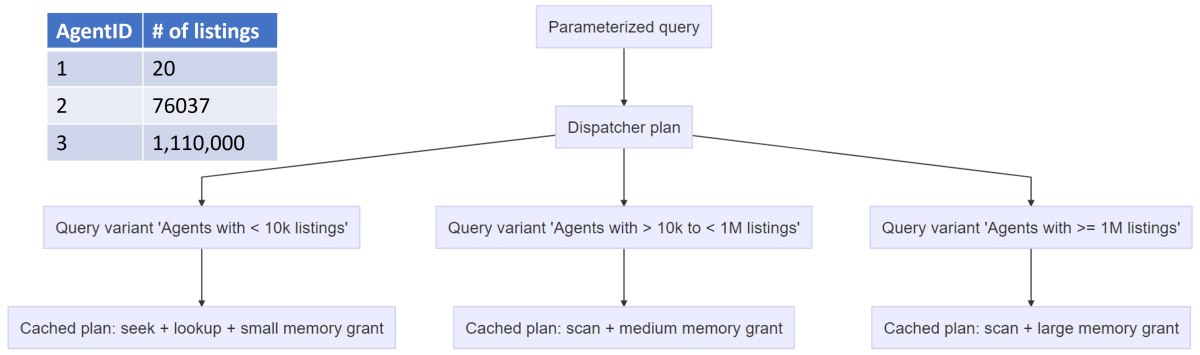 AgentID # of listings
1 20
2 76037
3 1,110,000
Parameterized query
Dispatcher plan
Query variant 'Agents with < 10k listings'
Query variant 'Agents with > 10k to < 1M listings'
Query variant 'Agents with >= 1M listings'
Cached plan: seek + lookup + small memory grant
Cached plan: scan + medium memory grant
Cached plan: scan + large memory grant